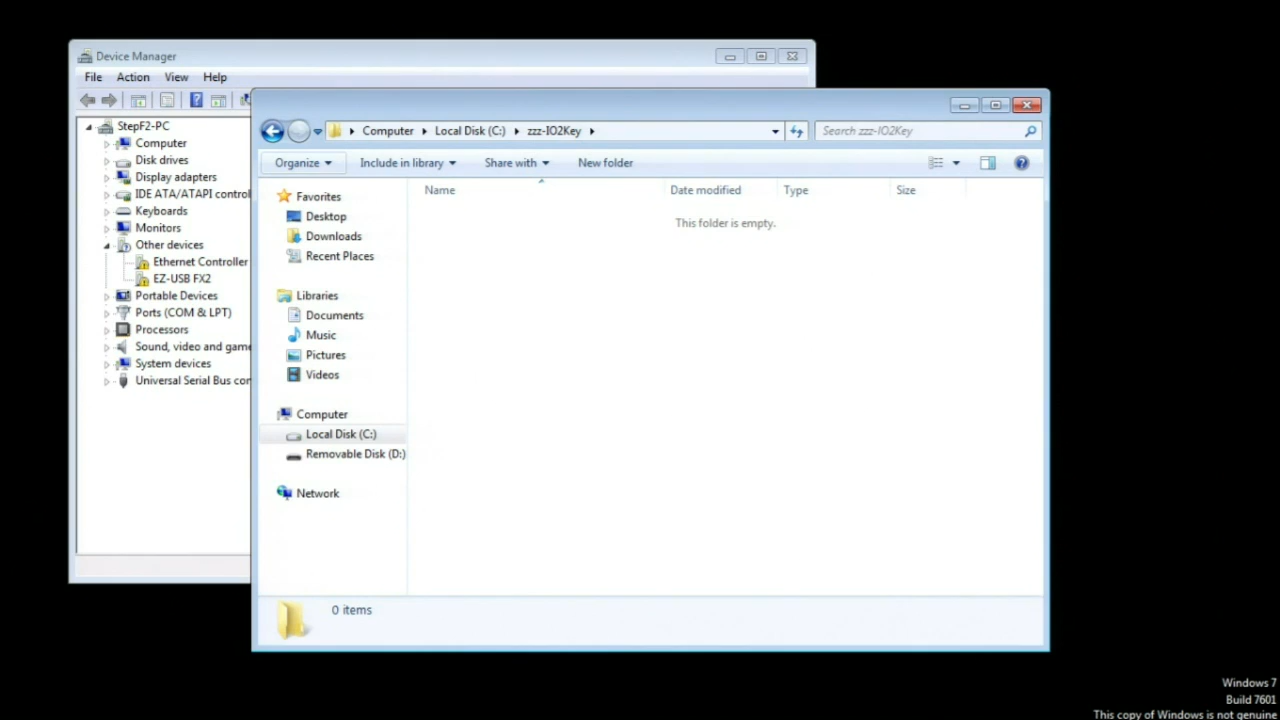 Device Manager
File Action View Help
StepF2-PC
Computer
Disk drives
Display adapters
IDE ATA/ATAPI control
Keyboards
Monitors
Other devices
Ethernet Controller
EZ-USB FX2
Portable Devices
Ports (COM & LPT)
Processors
Sound, video and game
System devices
Universal Serial Bus con
Computer Local Disk (C:) zzz-IO2Key
Search zzz-IO2Key
Organize Include in library Share with New folder
Name Date modified Type Size
This folder is empty.
Favorites
Desktop
Downloads
Recent Places
Libraries
Documents
Music
Pictures
Videos
Computer
Local Disk (C:)
Removable Disk (D:)
Network
0 items
Windows 7
Build 7601
This copy of Windows is not genuine